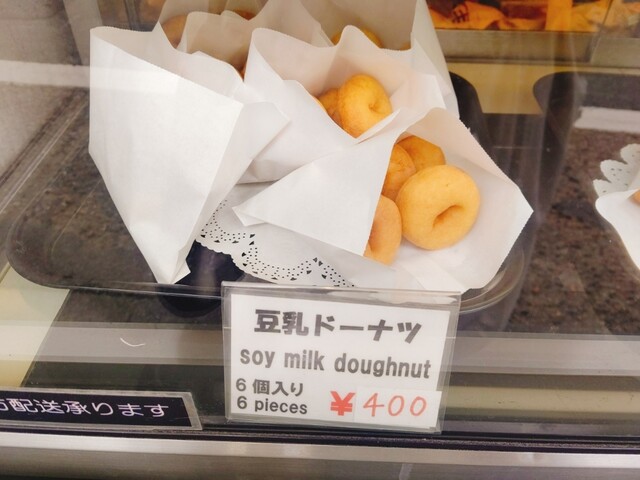 豆乳ドーナツ
soy milk doughnut
6個入り
6 pieces ¥400
配送承ります